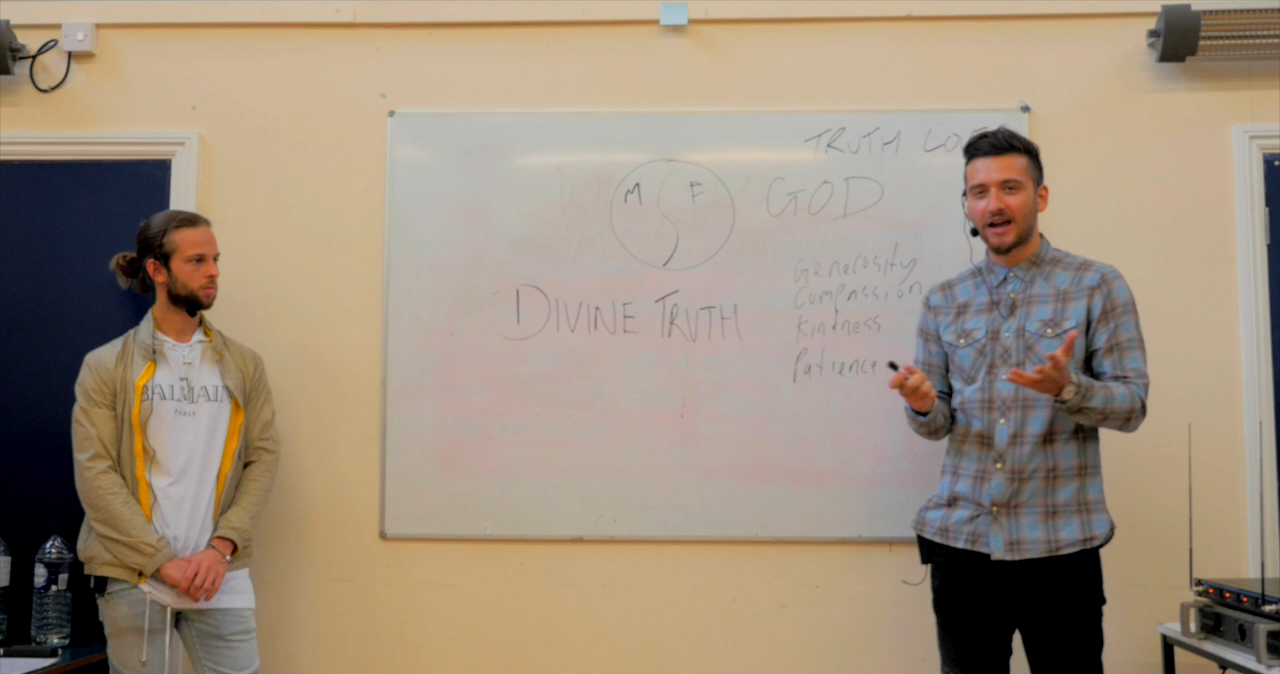 TRUTH
M F
GOD
Generosity
Compassion
Kindness
Patience
DIVINE TRUTH
BALMAIN
PARIS